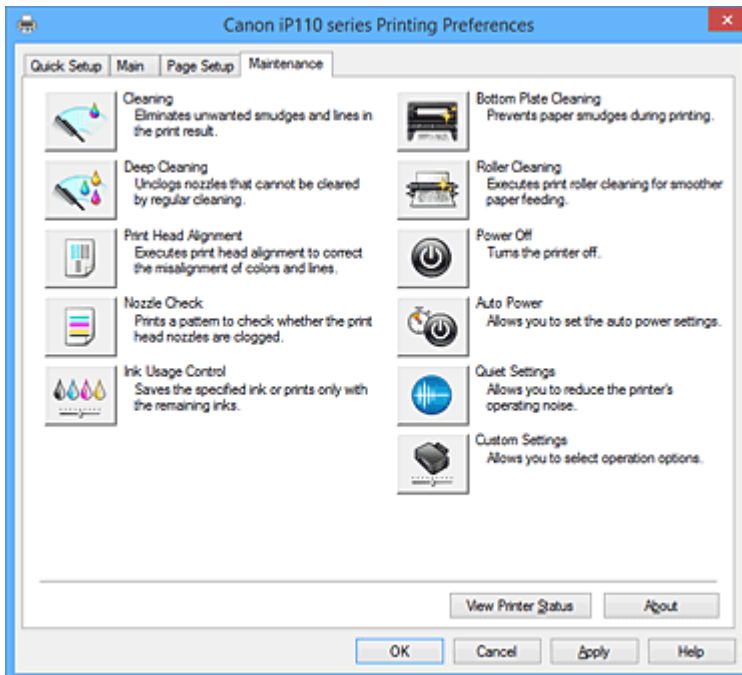 Canon iP110 series Printing Preferences
Quick Setup Main Page Setup Maintenance
Cleaning
Eliminates unwanted smudges and lines in
the print result.
Deep Cleaning
Unclogs nozzles that cannot be cleared
by regular cleaning.
Print Head Alignment
Executes print head alignment to correct
the misalignment of colors and lines.
Nozzle Check
Prints a pattern to check whether the print
head nozzles are clogged.
Ink Usage Control
Saves the specified ink or prints only with
the remaining inks.
Bottom Plate Cleaning
Prevents paper smudges during printing.
Roller Cleaning
Executes print roller cleaning for smoother
paper feeding.
Power Off
Turns the printer off.
Auto Power
Allows you to set the auto power settings.
Quiet Settings
Allows you to reduce the printer's
operating noise.
Custom Settings
Allows you to select operation options.
View Printer Status About
OK Cancel Apply Help